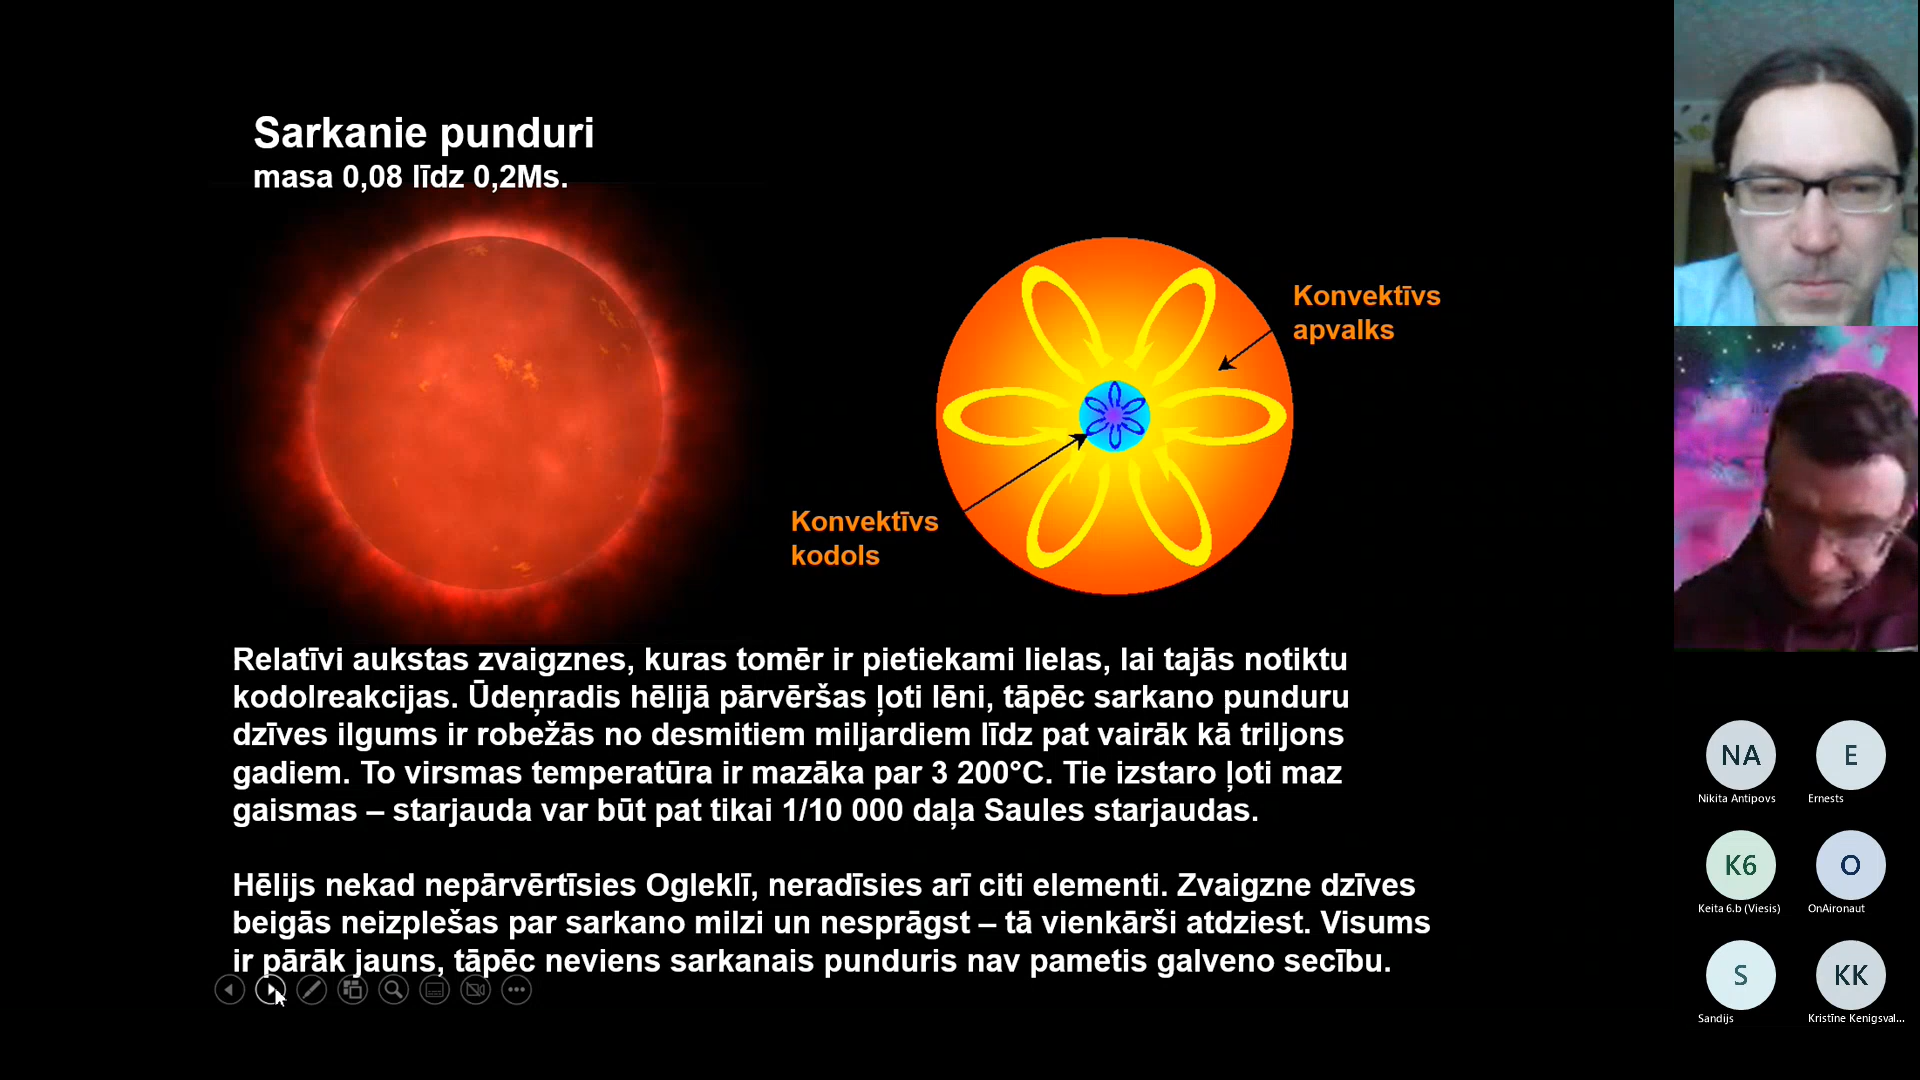 Sarkanie punduri
masa 0,08 līdz 0,2Ms.
Konvektīvs
apvalks
Konvektīvs
kodols
Relatīvi aukstas zvaigznes, kuras tomēr ir pietiekami lielas, lai tajās notiktu
kodolreakcijas. Ūdeņradis hēlijā pārvēršas ļoti lēni, tāpēc sarkano punduru
dzīves ilgums ir robežās no desmitiem miljardiem līdz pat vairāk kā triljons
gadiem. To virsmas temperatūra ir mazāka par 3 200°C. Tie izstaro ļoti maz
gaismas – starjauda var būt pat tikai 1/10 000 daļa Saules starjaudas.
Hēlijs nekad nepārvērtīsies Ogleklī, neradīsies arī citi elementi. Zvaigzne dzīves
beigās neizplešas par sarkano milzi un nesprāgst – tā vienkārši atdziest. Visums
ir pārāk jauns, tāpēc neviens sarkanais punduris nav pametis galveno secību.
NA
Nikita Antipovs
E
Ernests
K6
Keita 6.b (Viesis)
O
OnAironaut
S
Sandijs
KK
Kristīne Kenigsval...